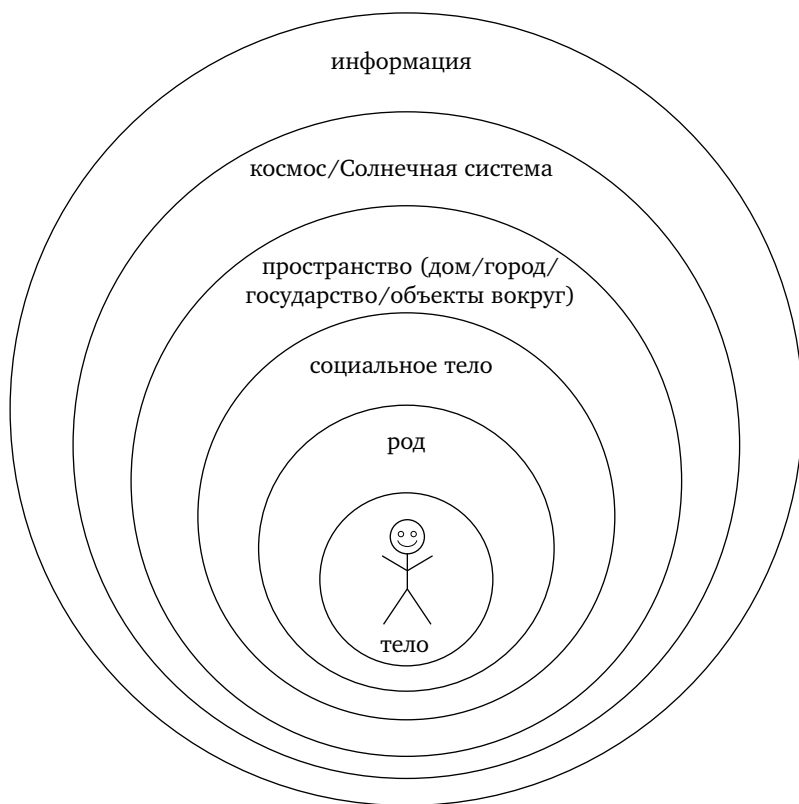 информация
космос/Солнечная система
пространство (дом/город/
государство/объекты вокруг)
социальное тело
род
тело